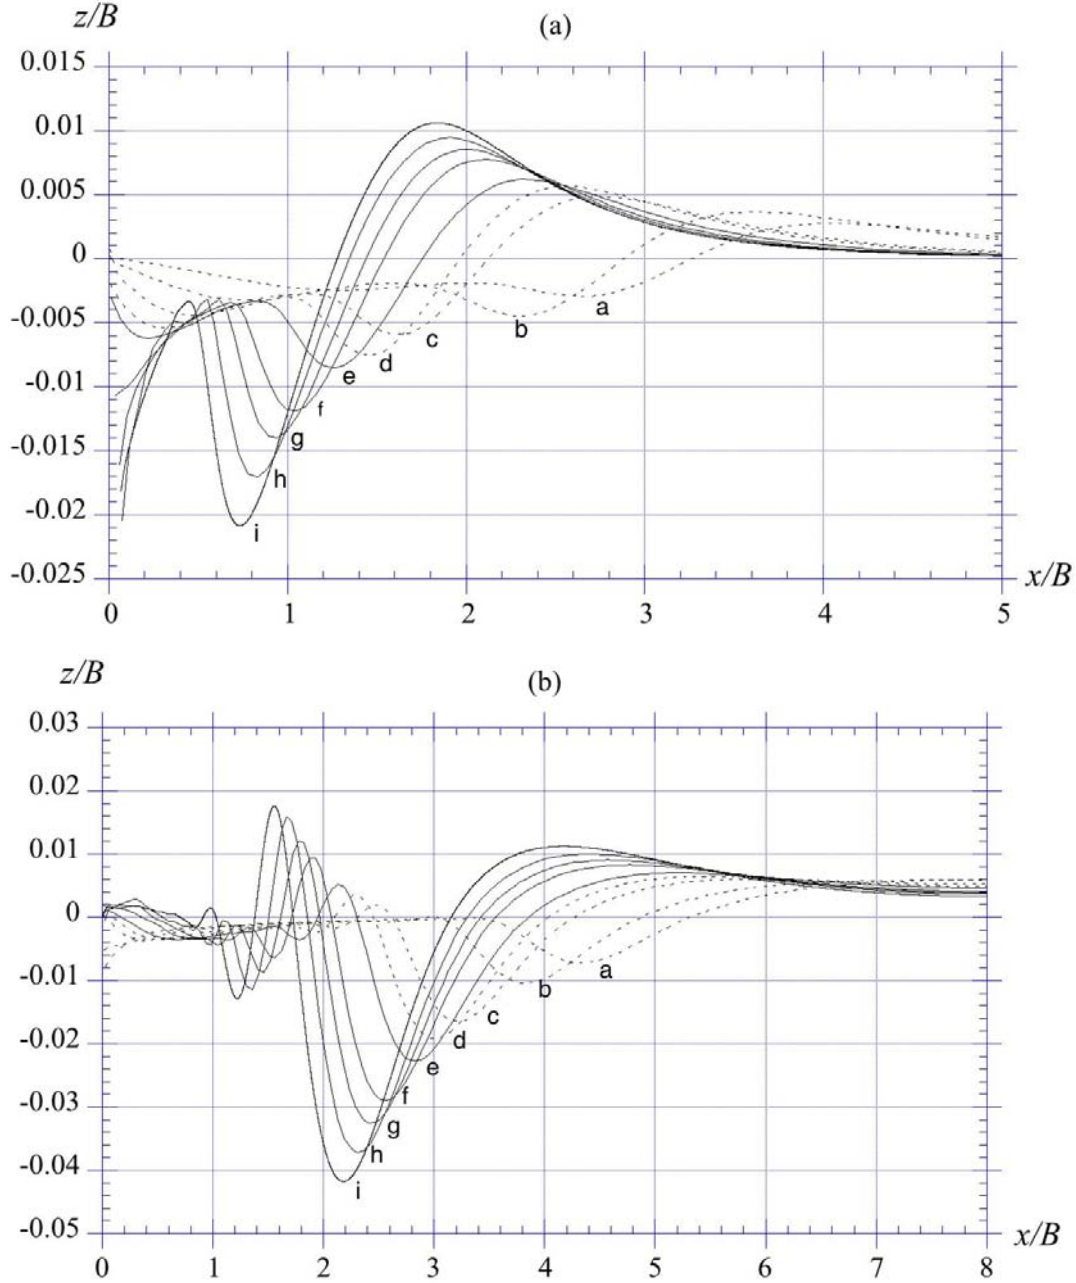 z/B
(a)
0.015
0.01
0.005
0
-0.005
-0.01
-0.015
-0.02
-0.025
a
b
c
d
e
f
g
h
i
x/B
0 1 2 3 4 5
z/B
(b)
0.03
0.02
0.01
0
-0.01
-0.02
-0.03
-0.04
-0.05
a
b
c
d
e
f
g
h
i
x/B
0 1 2 3 4 5 6 7 8